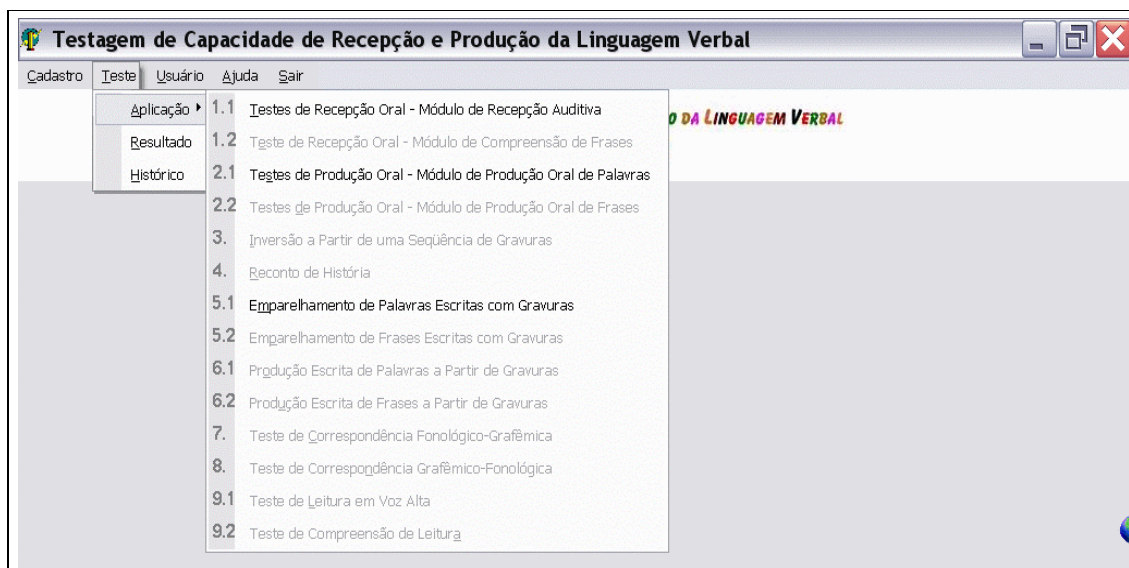 Testagem de Capacidade de Recepção e Produção da Linguagem Verbal
Cadastro Teste Usuário Ajuda Sair
O DA LINGUAGEM VERBAL
Aplicação
Resultado
Histórico
1.1 Testes de Recepção Oral - Módulo de Recepção Auditiva
1.2 Teste de Recepção Oral - Módulo de Compreensão de Frases
2.1 Testes de Produção Oral - Módulo de Produção Oral de Palavras
2.2 Testes de Produção Oral - Módulo de Produção Oral de Frases
3. Inversão a Partir de uma Seqüência de Gravuras
4. Reconto de História
5.1 Emparelhamento de Palavras Escritas com Gravuras
5.2 Emparelhamento de Frases Escritas com Gravuras
6.1 Produção Escrita de Palavras a Partir de Gravuras
6.2 Produção Escrita de Frases a Partir de Gravuras
7. Teste de Correspondência Fonológico-Grafêmica
8. Teste de Correspondência Grafêmico-Fonológica
9.1 Teste de Leitura em Voz Alta
9.2 Teste de Compreensão de Leitura